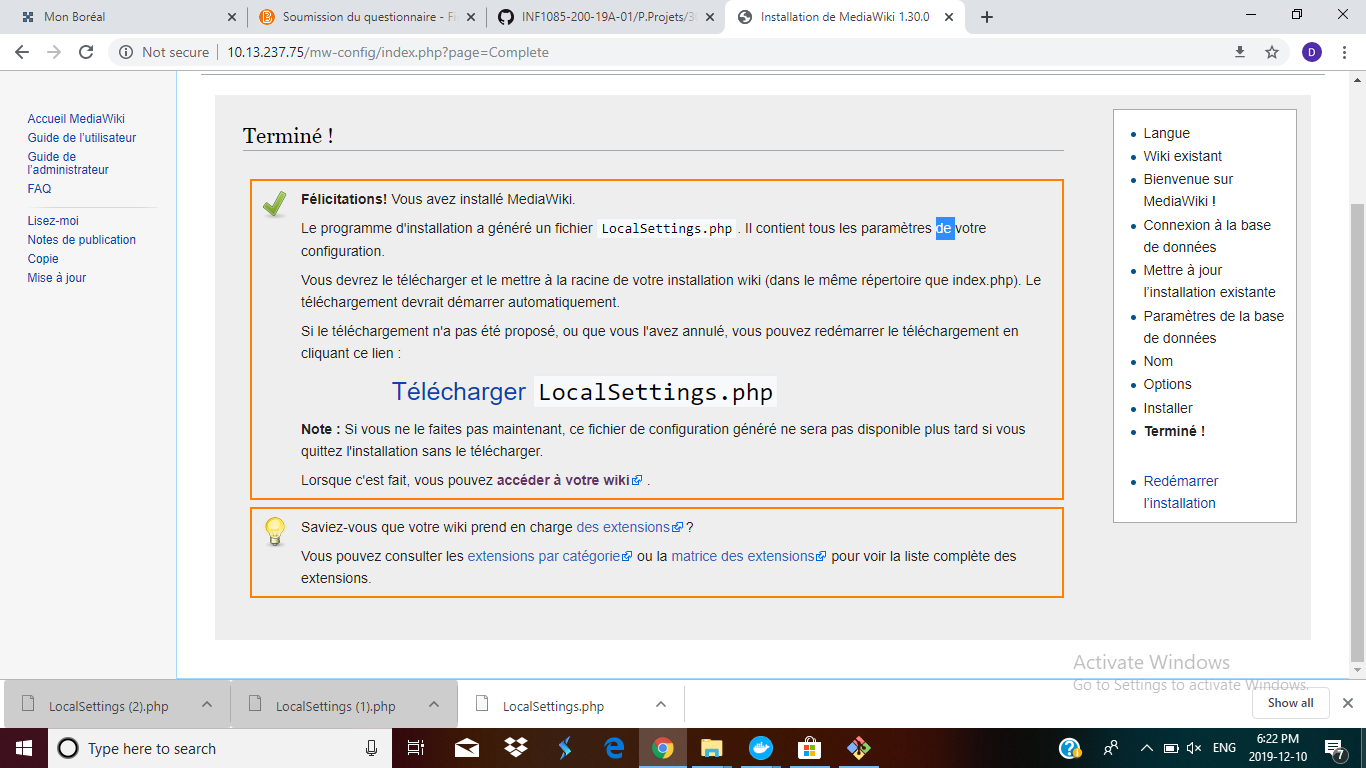 Mon Boréal
Soumission du questionnaire - Fi
INF1085-200-19A-01/P.Projets/3
Installation de MediaWiki 1.30.0
Not secure
10.13.237.75/mw-config/index.php?page=Complete
D
Accueil MediaWiki
Guide de l'utilisateur
Guide de
l'administrateur
FAQ
Lisez-moi
Notes de publication
Copie
Mise à jour
Terminé !
Félicitations! Vous avez installé MediaWiki.
Le programme d'installation a généré un fichier LocalSettings.php. Il contient tous les paramètres de votre
configuration.
Vous devrez le télécharger et le mettre à la racine de votre installation wiki (dans le même répertoire que index.php). Le
téléchargement devrait démarrer automatiquement.
Si le téléchargement n'a pas été proposé, ou que vous l'avez annulé, vous pouvez redémarrer le téléchargement en
cliquant ce lien :
Télécharger LocalSettings.php
Note : Si vous ne le faites pas maintenant, ce fichier de configuration généré ne sera pas disponible plus tard si vous
quittez l'installation sans le télécharger.
Lorsque c'est fait, vous pouvez accéder à votre wiki .
Saviez-vous que votre wiki prend en charge des extensions ?
Vous pouvez consulter les extensions par catégorie ou la matrice des extensions pour voir la liste complète des
extensions.
Langue
Wiki existant
Bienvenue sur
MediaWiki !
Connexion à la base
de données
Mettre à jour
l’installation existante
Paramètres de la base
de données
Nom
Options
Installer
Terminé !
Redémarrer
l’installation
Activate Windows
Go to Settings to activate Windows.
LocalSettings (2).php
LocalSettings (1).php
LocalSettings.php
Show all
Type here to search
ENG
6:22 PM
2019-12-10
7